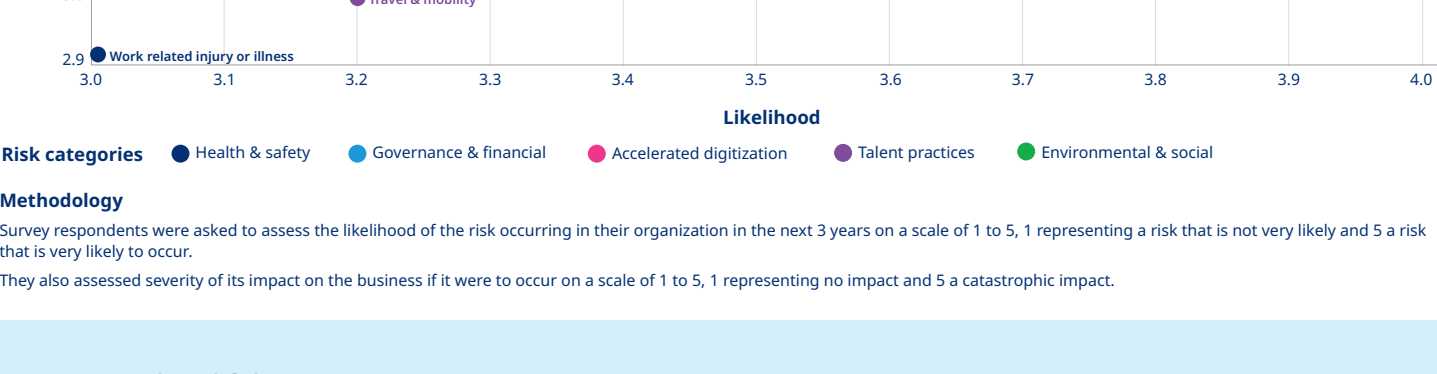 Travel & mobility
2.9
Work related injury or illness
3.0 3.1 3.2 3.3 3.4 3.5 3.6 3.7 3.8 3.9 4.0
Likelihood
Risk categories Health & safety Governance & financial Accelerated digitization Talent practices Environmental & social
Methodology
Survey respondents were asked to assess the likelihood of the risk occurring in their organization in the next 3 years on a scale of 1 to 5, 1 representing a risk that is not very likely and 5 a risk
that is very likely to occur.
They also assessed severity of its impact on the business if it were to occur on a scale of 1 to 5, 1 representing no impact and 5 a catastrophic impact.